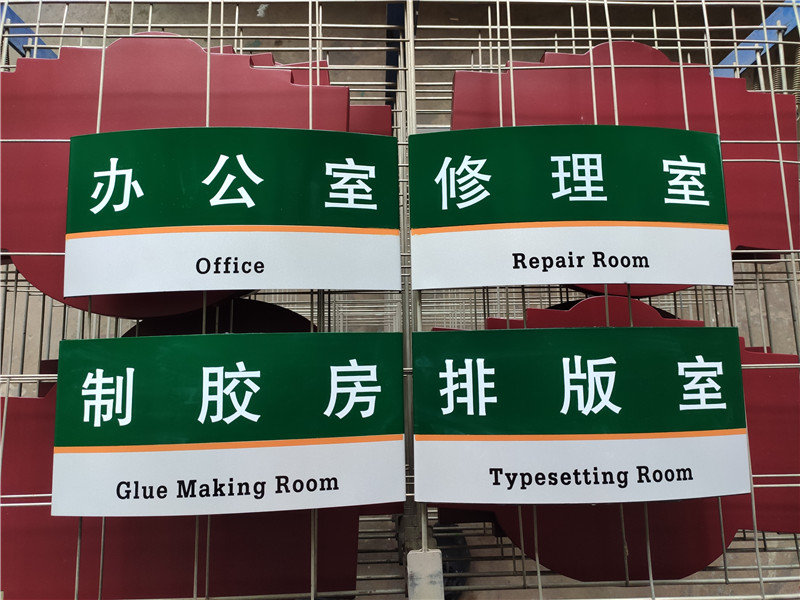 办公室
Office
修理室
Repair Room
制胶房
Glue Making Room
排版室
Typesetting Room